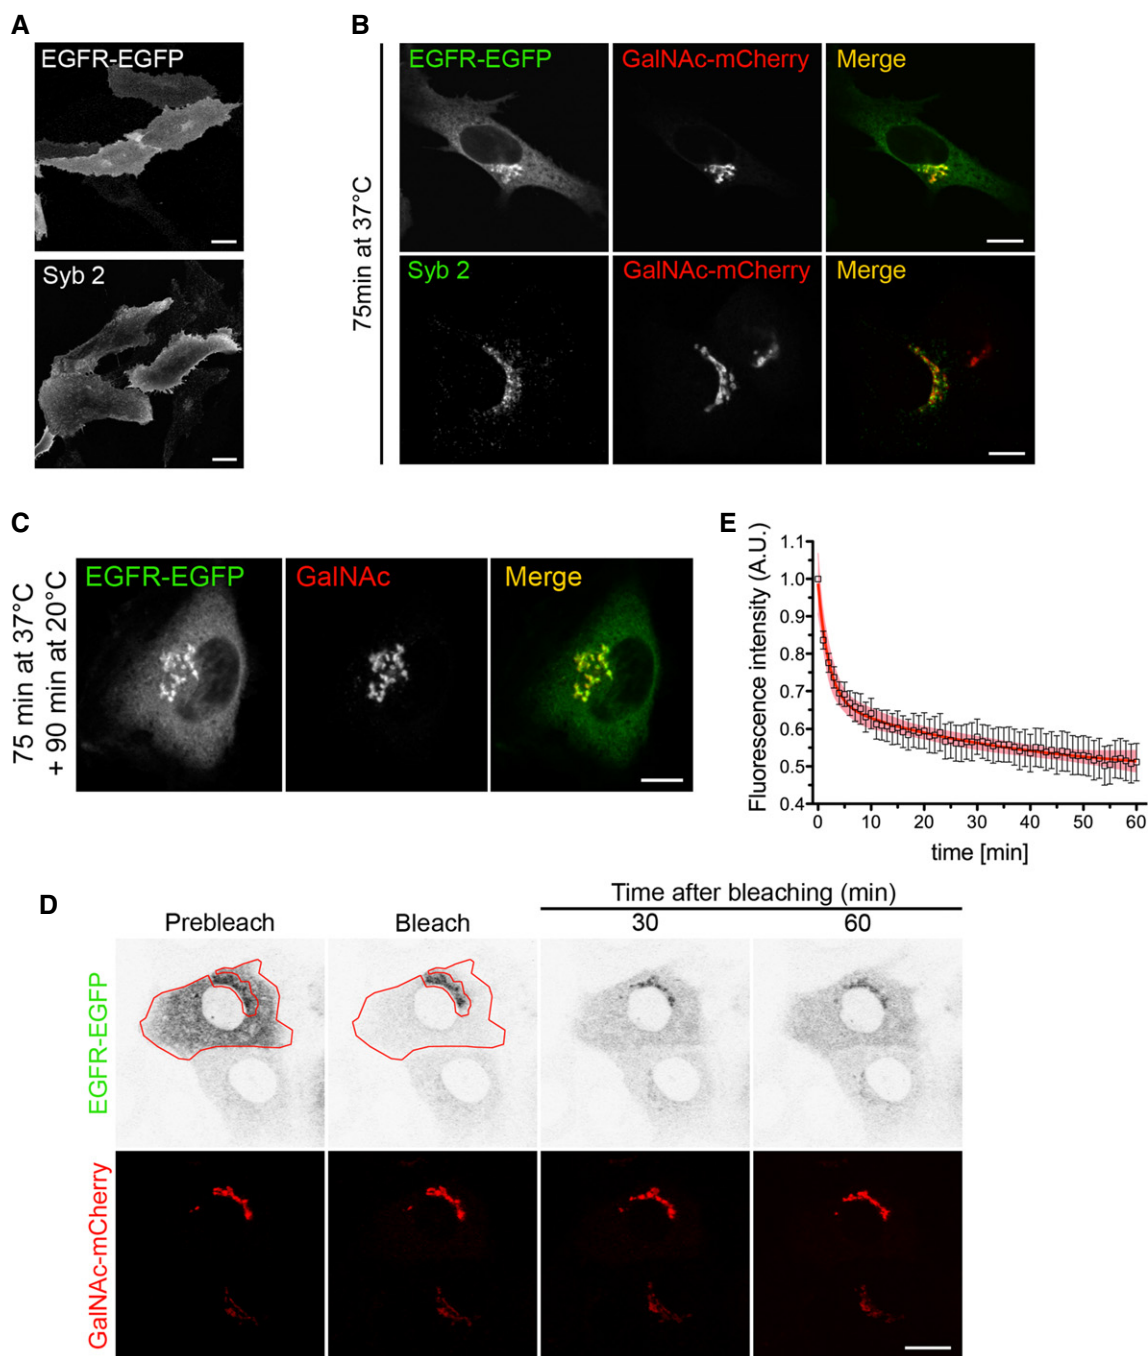 A
EGFR-EGFP
Syb 2
B
75min at 37°C
EGFR-EGFP GalNAc-mCherry Merge
Syb 2 GalNAc-mCherry Merge
C
75 min at 37°C
+ 90 min at 20°C
EGFR-EGFP GalNAc Merge
E
Fluorescence intensity (A.U.)
1.1
1.0
0.9
0.8
0.7
0.6
0.5
0.4
0 10 20 30 40 50 60
time [min]
D
Time after bleaching (min)
Prebleach Bleach 30 60
EGFR-EGFP
GalNAc-mCherry